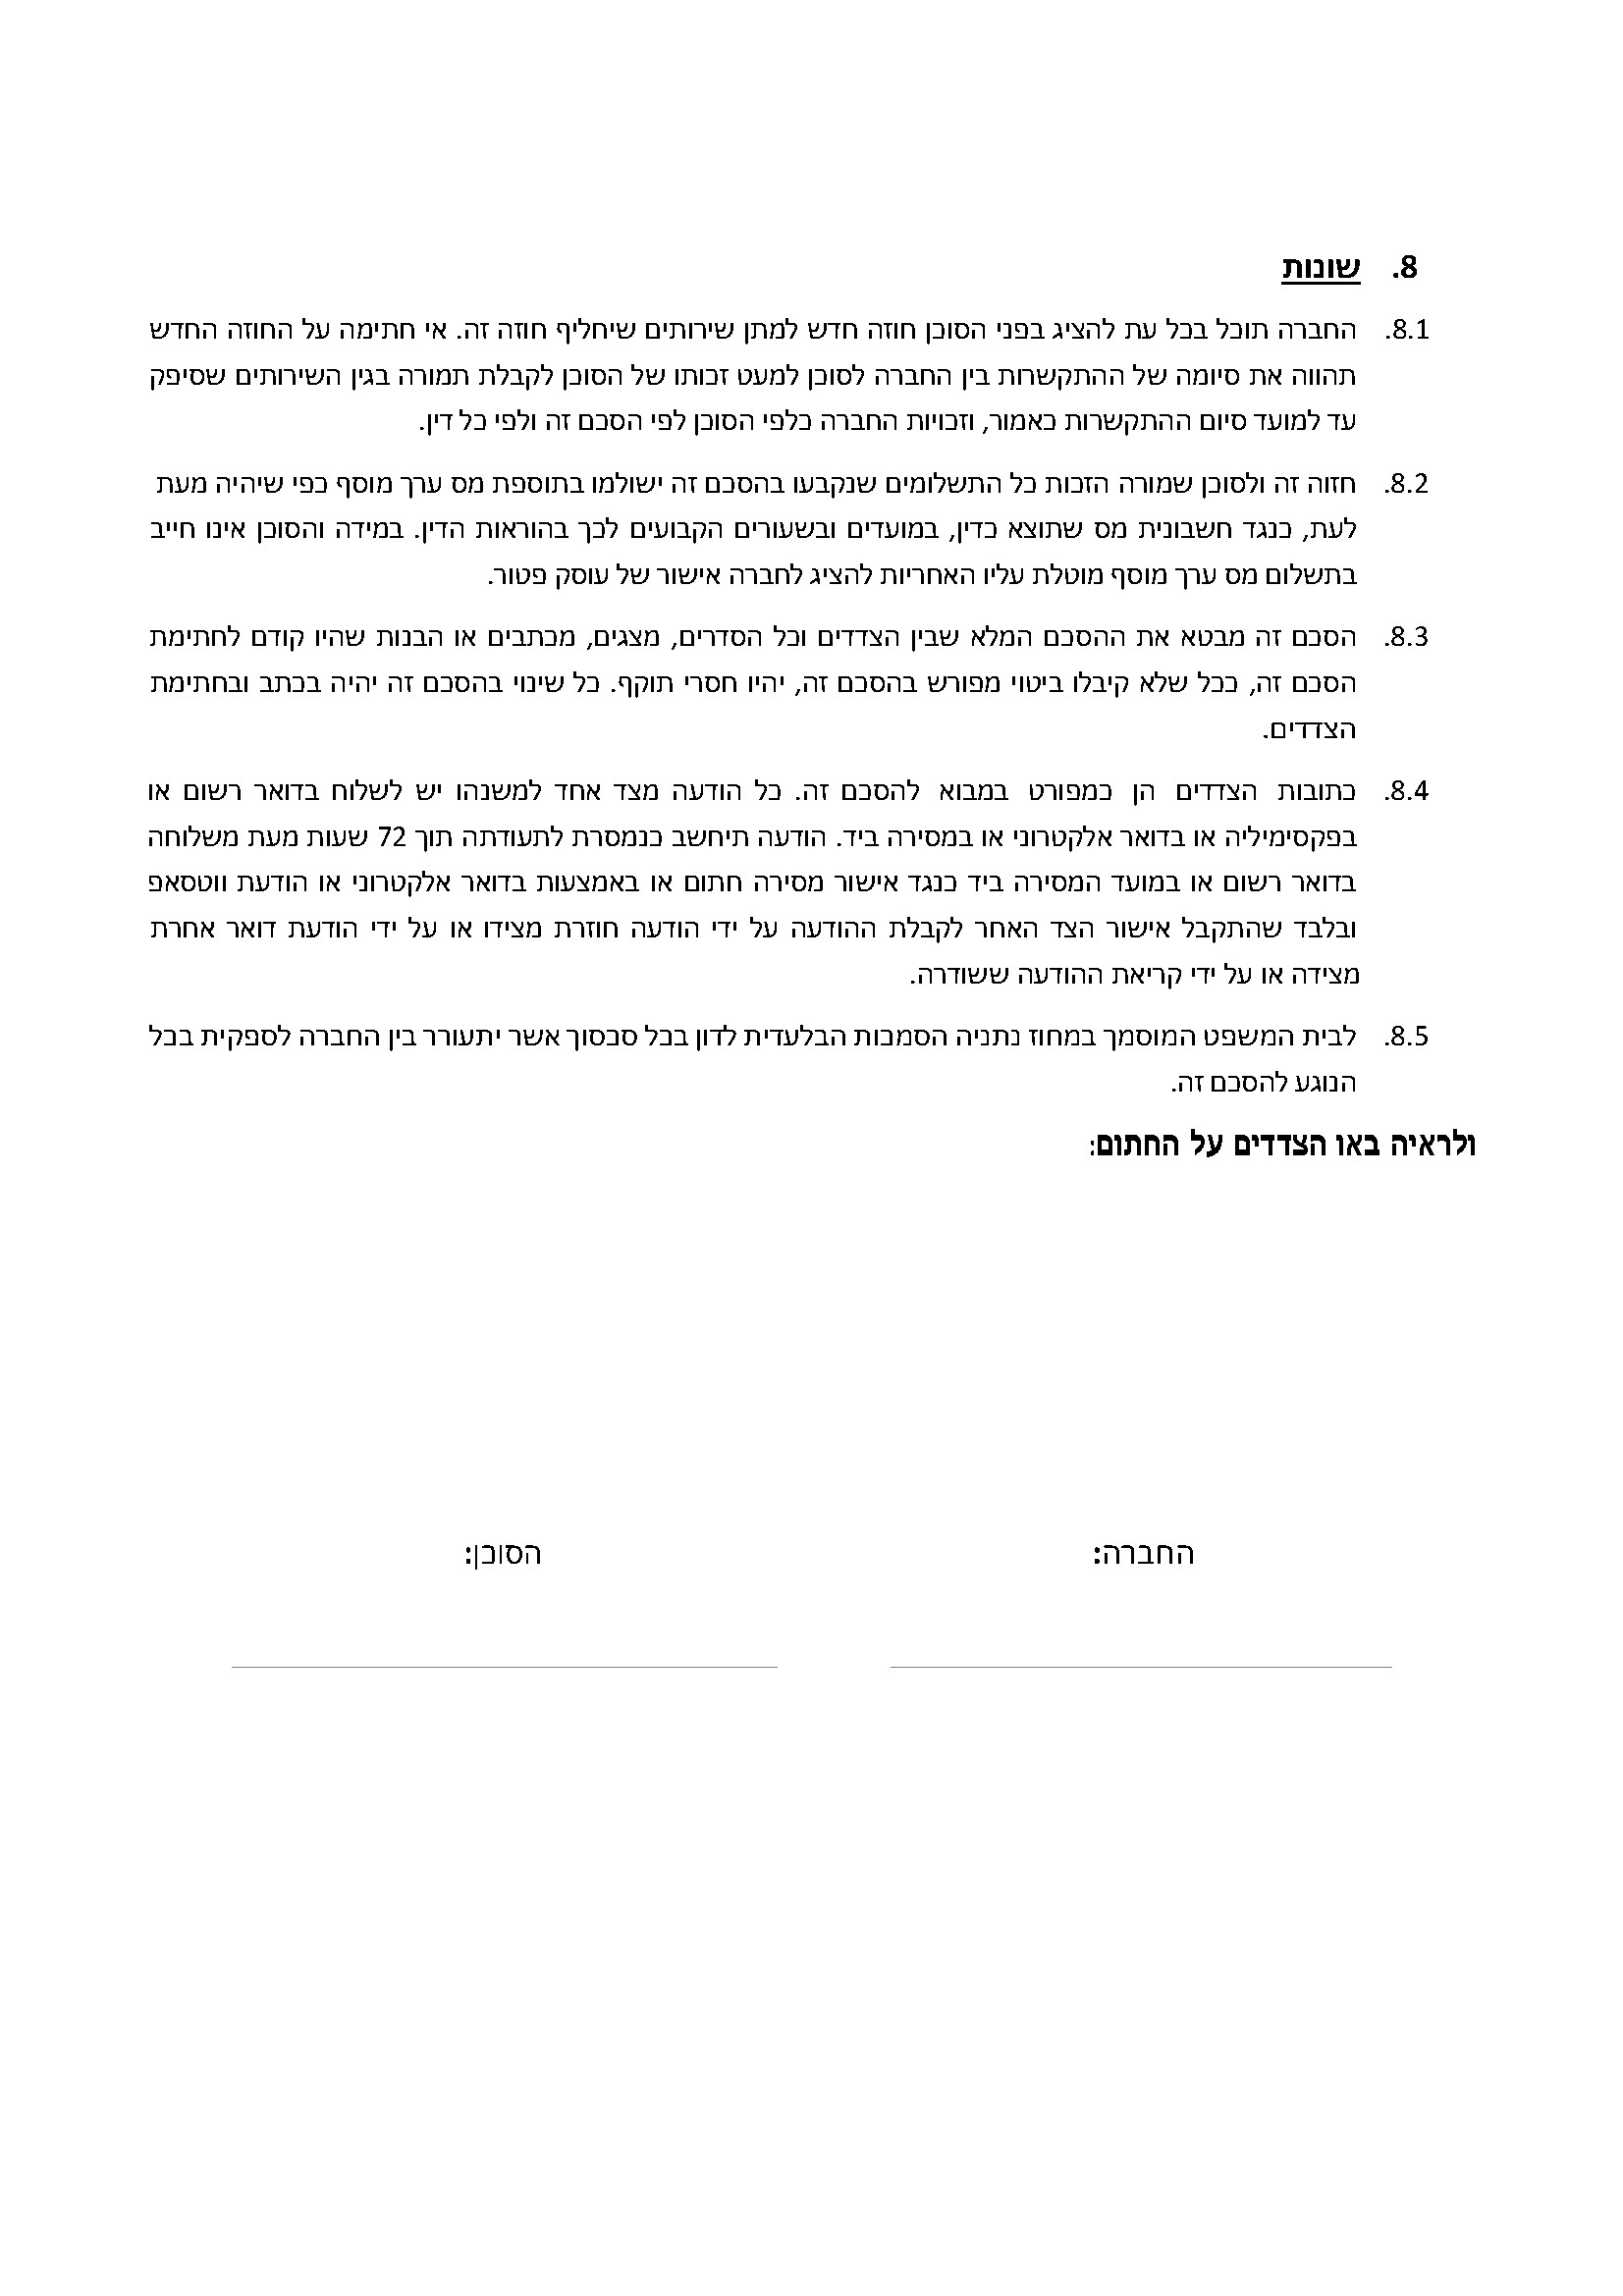 8. שונות
8.1. החברה תוכל בכל עת להציג בפני הסוכן חוזה חדש למתן שירותים שיחליף חוזה זה. אי חתימה על החוזה החדש
תהווה את סיומה של ההתקשרות בין החברה לסוכן למעט זכותו של הסוכן לקבלת תמורה בגין השירותים שסיפק
עד למועד סיום ההתקשרות כאמור, וזכויות החברה כלפי הסוכן לפי הסכם זה ולפי כל דין.
8.2. חזוה זה ולסוכן שמורה הזכות כל התשלומים שנקבעו בהסכם זה ישולמו בתוספת מס ערך מוסף כפי שיהיה מעת
לעת, כנגד חשבונית מס שתוצא כדין, במועדים ובשעורים הקבועים לכך בהוראות הדין. במידה והסוכן אינו חייב
בתשלום מס ערך מוסף מוטלת עליו האחריות להציג לחברה אישור של עוסק פטור.
8.3. הסכם זה מבטא את ההסכם המלא שבין הצדדים וכל הסדרים, מצגים, מכתבים או הבנות שהיו קודם לחתימת
הסכם זה, ככל שלא קיבלו ביטוי מפורש בהסכם זה, יהיו חסרי תוקף. כל שינוי בהסכם זה יהיה בכתב ובחתימת
הצדדים.
8.4. כתובות הצדדים הן כמפורט במבוא להסכם זה. כל הודעה מצד אחד למשנהו יש לשלוח בדואר רשום או
בפקסימיליה או בדואר אלקטרוני או במסירה ביד. הודעה תיחשב כנמסרת לתעודתה תוך 72 שעות מעת משלוחה
בדואר רשום או במועד המסירה ביד כנגד אישור מסירה חתום או באמצעות בדואר אלקטרוני או הודעת ווטסאפ
ובלבד שהתקבל אישור הצד האחר לקבלת ההודעה על ידי הודעה חוזרת מצידו או על ידי הודעת דואר אחרת
מצידה או על ידי קריאת ההודעה ששודרה.
8.5. לבית המשפט המוסמך במחוז נתניה הסמכות הבלעדית לדון בכל סכסוך אשר יתעורר בין החברה לספקית בכל
הנוגע להסכם זה.
ולראיה באו הצדדים על החתום:
החברה: הסוכן: